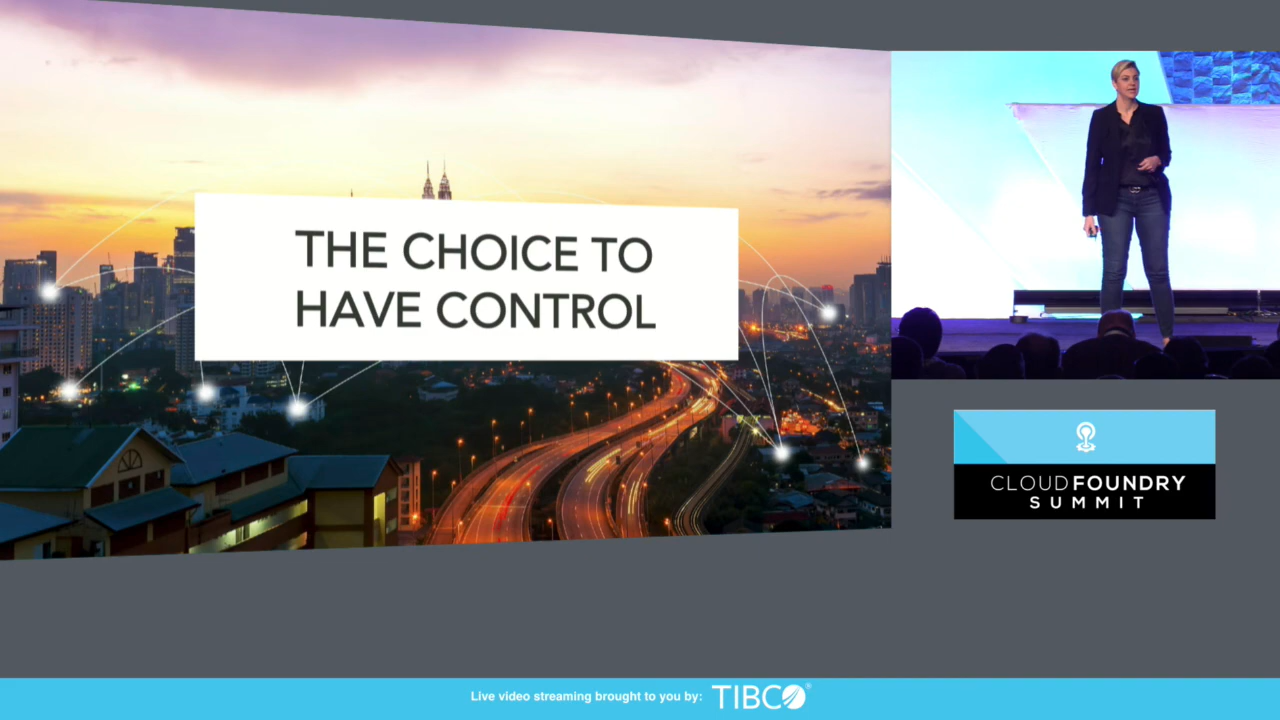 THE CHOICE TO
HAVE CONTROL
CLOUDFOUNDRY
SUMMIT
Live video streaming brought to you by: TIBCO®